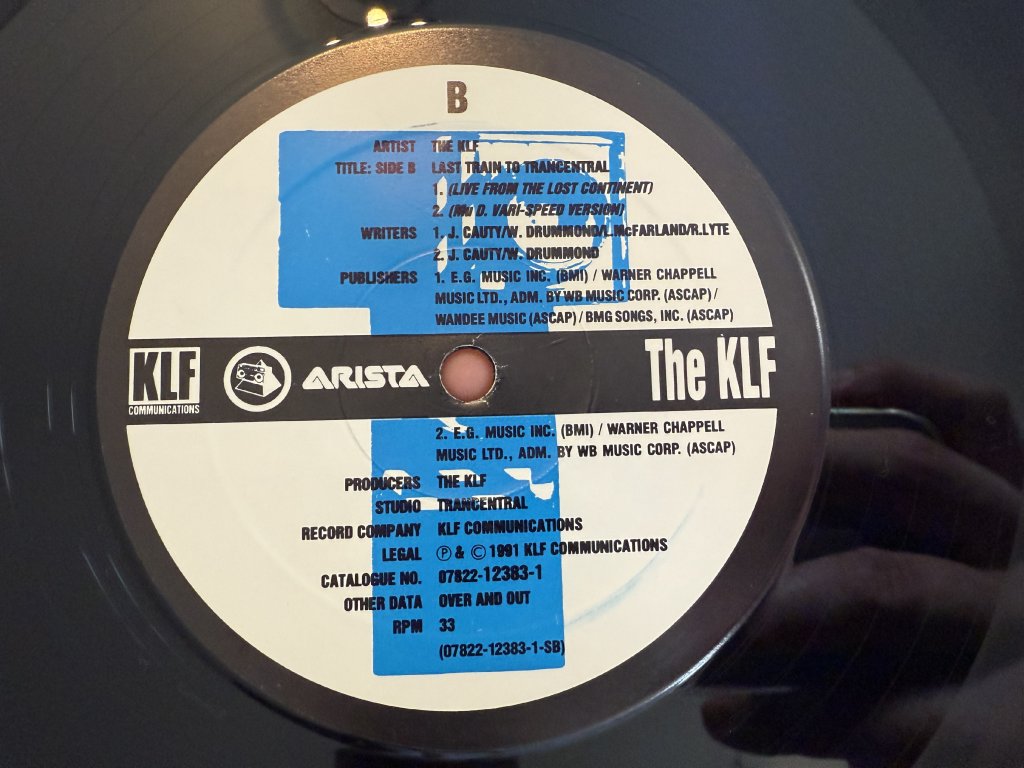 B
ARTIST THE KLF
TITLE: SIDE B LAST TRAIN TO TRANCENTRAL
1. (LIVE FROM THE LOST CONTINENT)
2. (Mu D. VARI-SPEED VERSION)
WRITERS 1. J. CAUTY/W. DRUMMOND/L.McFARLAND/R.LYTE
2. J. CAUTY/W. DRUMMOND
PUBLISHERS 1. E.G. MUSIC INC. (BMI) / WARNER CHAPPELL
MUSIC LTD., ADM. BY WB MUSIC CORP. (ASCAP) /
WANDEE MUSIC (ASCAP) / BMG SONGS, INC. (ASCAP)
KLF
COMMUNICATIONS
ARISTA
The KLF
2. E.G. MUSIC INC. (BMI) / WARNER CHAPPELL
MUSIC LTD., ADM. BY WB MUSIC CORP. (ASCAP)
PRODUCERS THE KLF
STUDIO TRANCENTRAL
RECORD COMPANY KLF COMMUNICATIONS
LEGAL ℗ & © 1991 KLF COMMUNICATIONS
CATALOGUE NO. 07822-12383-1
OTHER DATA OVER AND OUT
RPM 33
(07822-12383-1-SB)